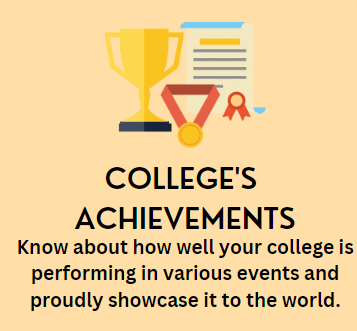 COLLEGE'S
ACHIEVEMENTS
Know about how well your college is
performing in various events and
proudly showcase it to the world.